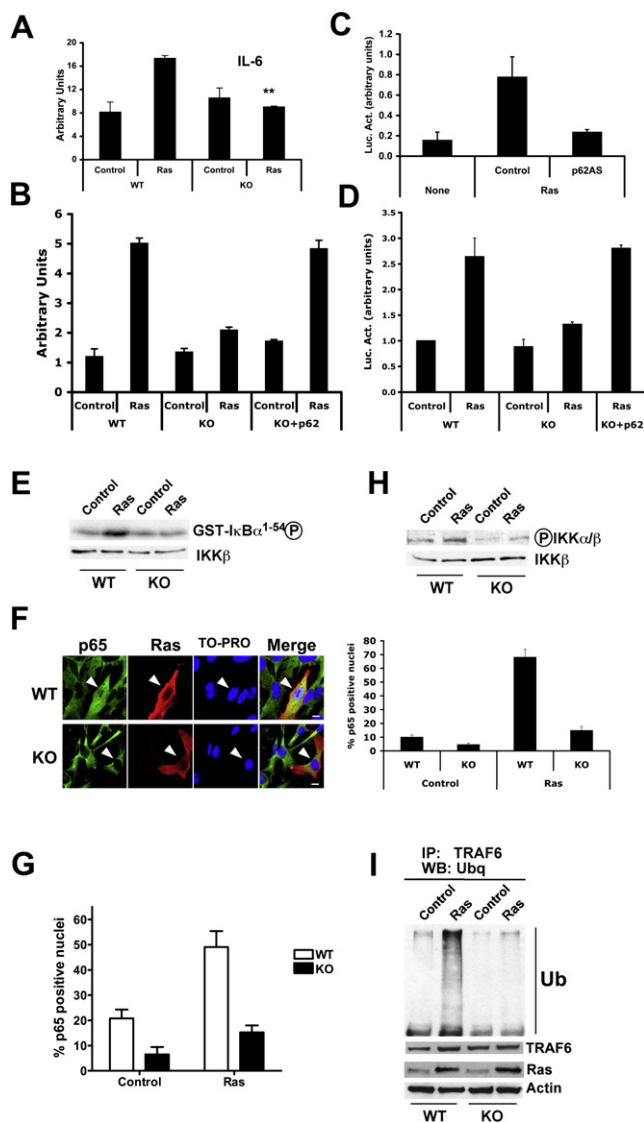 A
IL-6
Arbitrary Units
20
16
12
8
4
0
**
Control Ras Control Ras
WT KO
C
Luc. Act. (arbitrary units)
1.2
1.0
0.8
0.6
0.4
0.2
0.0
Control p62AS
None Ras
B
Arbitrary Units
6
5
4
3
2
1
0
Control Ras Control Ras Control Ras
WT KO KO+p62
D
Luc. Act. (arbitrary units)
3.5
3.0
2.5
2.0
1.5
1.0
0.5
0.0
Control Ras Control Ras Ras
WT KO KO+p62
E
Control Ras Control Ras
GST-IκBα1-54 P
IKKβ
WT KO
H
Control Ras Control Ras
P IKKα/β
IKKβ
WT KO
F
p65 Ras TO-PRO Merge
WT
KO
% p65 positive nuclei
80
70
60
50
40
30
20
10
0
WT KO WT KO
Control Ras
G
% p65 positive nuclei
60
50
40
30
20
10
0
WT
KO
Control Ras
I
IP: TRAF6
WB: Ubq
Control Ras Control Ras
Ub
TRAF6
Ras
Actin
WT KO